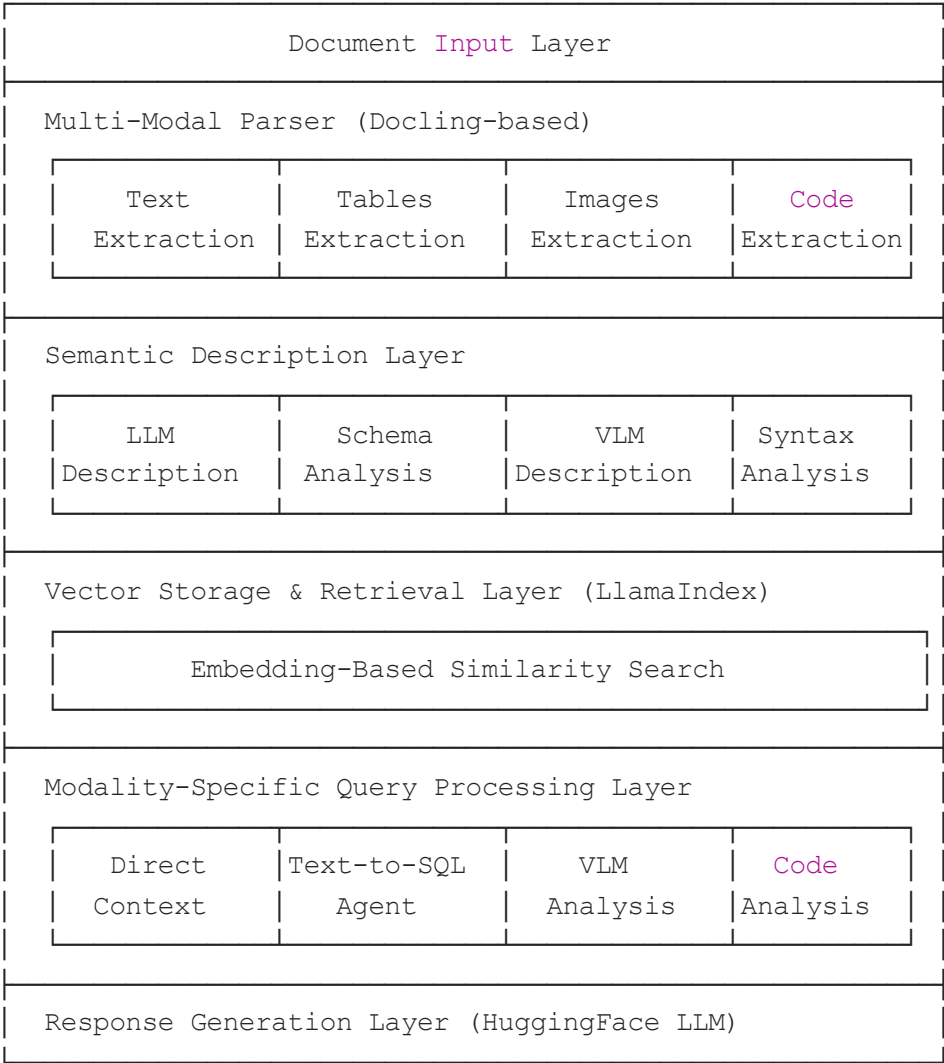 Document Input Layer
Multi-Modal Parser (Docling-based)
Text Tables Images Code
Extraction Extraction Extraction Extraction
Semantic Description Layer
LLM Schema VLM Syntax
Description Analysis Description Analysis
Vector Storage & Retrieval Layer (LlamaIndex)
Embedding-Based Similarity Search
Modality-Specific Query Processing Layer
Direct Text-to-SQL VLM Code
Context Agent Analysis Analysis
Response Generation Layer (HuggingFace LLM)